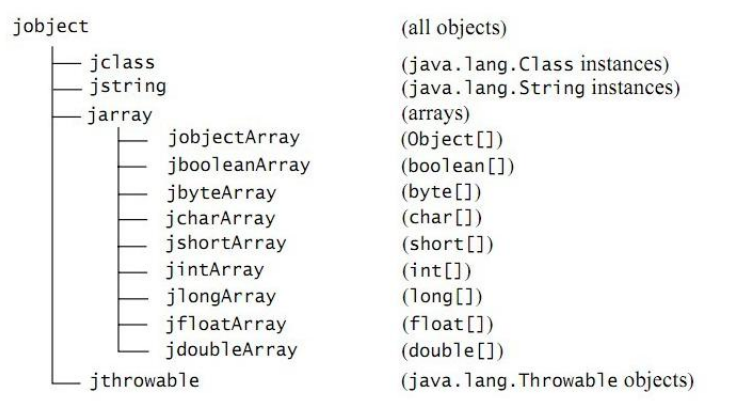 jobject (all objects)
jclass (java.lang.Class instances)
jstring (java.lang.String instances)
jarray (arrays)
jobjectArray (Object[])
jbooleanArray (boolean[])
jbyteArray (byte[])
jcharArray (char[])
jshortArray (short[])
jintArray (int[])
jlongArray (long[])
jfloatArray (float[])
jdoubleArray (double[])
jthrowable (java.lang.Throwable objects)